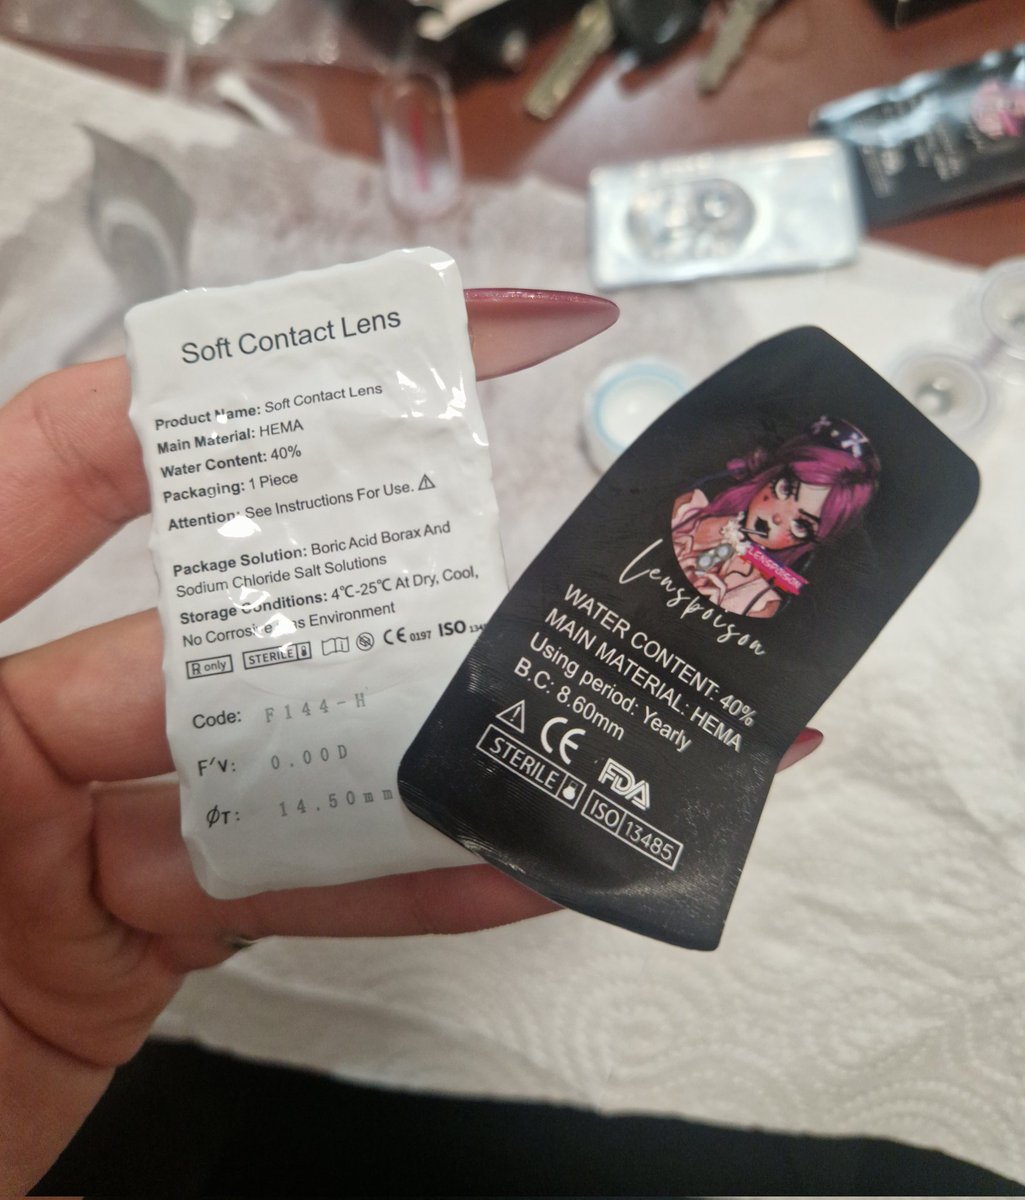 Soft Contact Lens
Product Name: Soft Contact Lens
Main Material: HEMA
Water Content: 40%
Packaging: 1 Piece
Attention: See Instructions For Use.
Package Solution: Boric Acid Borax And
Sodium Chloride Salt Solutions
Storage Conditions: 4℃-25℃ At Dry, Cool,
No Corrosive Environment
R only STERILE CE 0197 ISO
Code: F144-H
F'V: 0.00D
ØT: 14.50mm
LENSPOISON
Lenspoison
WATER CONTENT: 40%
MAIN MATERIAL: HEMA
Using period: Yearly
B.C: 8.60mm
CE FDA
STERILE ISO 13485